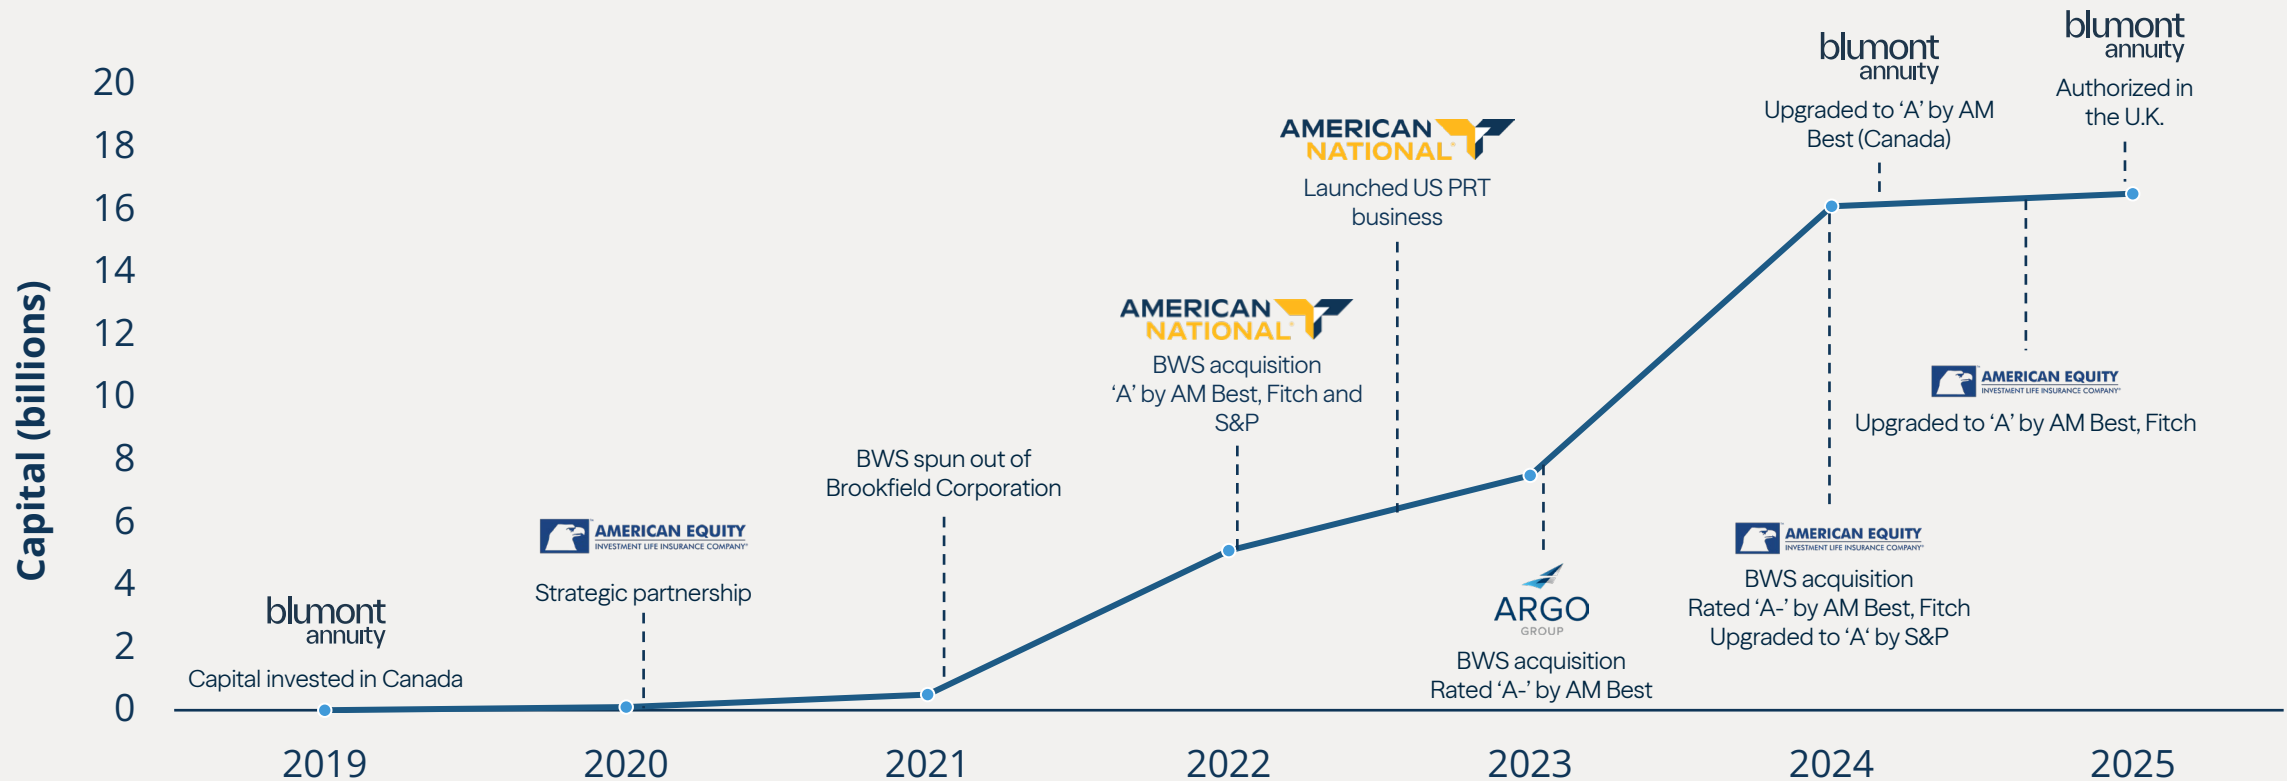 Capital (billions)
20
18
16
14
12
10
8
6
4
2
0
blumont
annuity
Capital invested in Canada
AMERICAN EQUITY
INVESTMENT LIFE INSURANCE COMPANY®
Strategic partnership
BWS spun out of
Brookfield Corporation
AMERICAN
NATIONAL®
BWS acquisition
‘A’ by AM Best, Fitch and
S&P
AMERICAN
NATIONAL®
Launched US PRT
business
ARGO
GROUP
BWS acquisition
Rated ‘A-’ by AM Best
blumont
annuity
Upgraded to ‘A’ by AM
Best (Canada)
AMERICAN EQUITY
INVESTMENT LIFE INSURANCE COMPANY®
BWS acquisition
Rated ‘A-’ by AM Best, Fitch
Upgraded to ‘A‘ by S&P
AMERICAN EQUITY
INVESTMENT LIFE INSURANCE COMPANY®
Upgraded to ‘A’ by AM Best, Fitch
blumont
annuity
Authorized in
the U.K.
2019
2020
2021
2022
2023
2024
2025